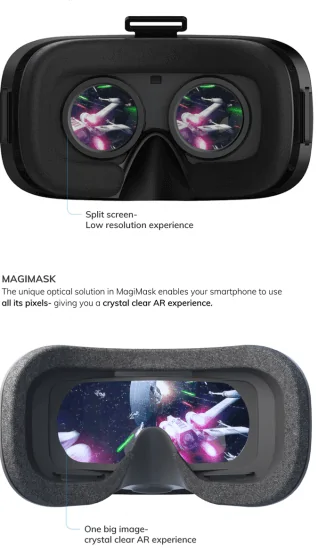 Split screen-
Low resolution experience
MAGIMASK
The unique optical solution in MagiMask enables your smartphone to use
all its pixels- giving you a crystal clear AR experience.
One big image-
crystal clear AR experience